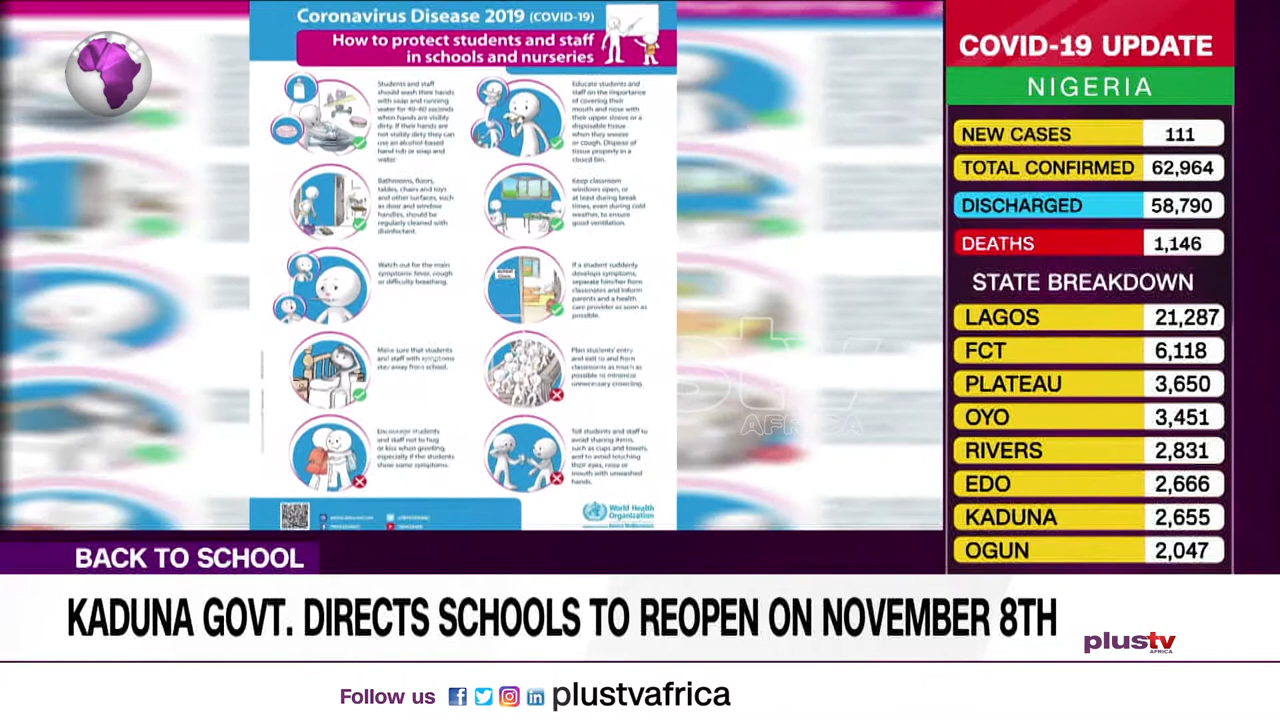 Coronavirus Disease 2019 (COVID-19)
How to protect students and staff
in schools and nurseries
Students and staff
should wash their hands
with soap and running
water for 40-60 seconds
when hands are visibly
dirty. If their hands are
not visibly dirty they can
use an alcohol-based
hand rub or soap and
water.
Educate students and
staff on the importance
of covering their
mouth and nose with
their upper sleeve or a
disposable tissue
when they sneeze
or cough. Dispose of
tissue properly in a
closed bin.
Bathrooms, floors,
tables, chairs and toys
and other surfaces, such
as door and window
handles, should be
regularly cleaned with
disinfectant.
Keep classroom
windows open, or
at least during break
times, even during cold
weather, to ensure
good ventilation.
Watch out for the main
symptoms: fever, cough
or difficulty breathing.
If a student suddenly
develops symptoms,
separate him/her from
classmates and inform
parents and a health
care provider as soon as
possible.
Make sure that students
and staff with symptoms
stay away from school.
Plan students' entry
and exit to and from
classrooms as much as
possible to minimize
unnecessary crowding.
Encourage students
and staff not to hug
or kiss when greeting,
especially if the students
show some symptoms.
Tell students and staff to
avoid sharing items,
such as cups and towels,
and to avoid touching
their eyes, nose or
mouth with unwashed
hands.
World Health
Organization
COVID-19 UPDATE
NIGERIA
NEW CASES 111
TOTAL CONFIRMED 62,964
DISCHARGED 58,790
DEATHS 1,146
STATE BREAKDOWN
LAGOS 21,287
FCT 6,118
PLATEAU 3,650
OYO 3,451
RIVERS 2,831
EDO 2,666
KADUNA 2,655
OGUN 2,047
AFRICA
BACK TO SCHOOL
KADUNA GOVT. DIRECTS SCHOOLS TO REOPEN ON NOVEMBER 8TH
plustv
AFRICA
Follow us plustvafrica